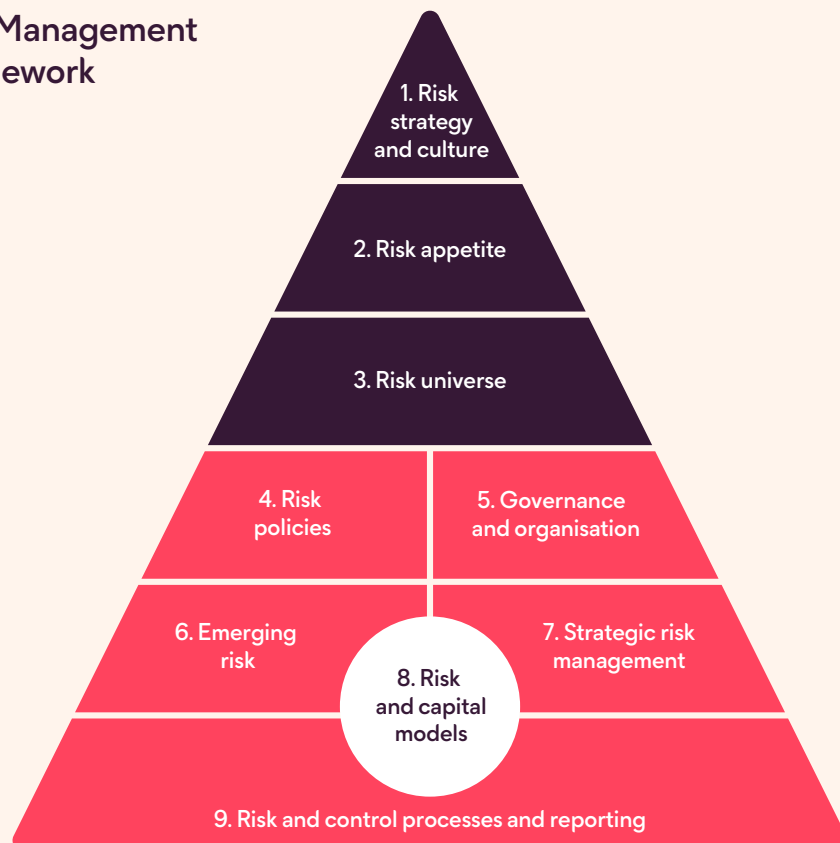 Management
ework
1. Risk
strategy
and culture
2. Risk appetite
3. Risk universe
4. Risk
policies
5. Governance
and organisation
6. Emerging
risk
7. Strategic risk
management
8. Risk
and capital
models
9. Risk and control processes and reporting